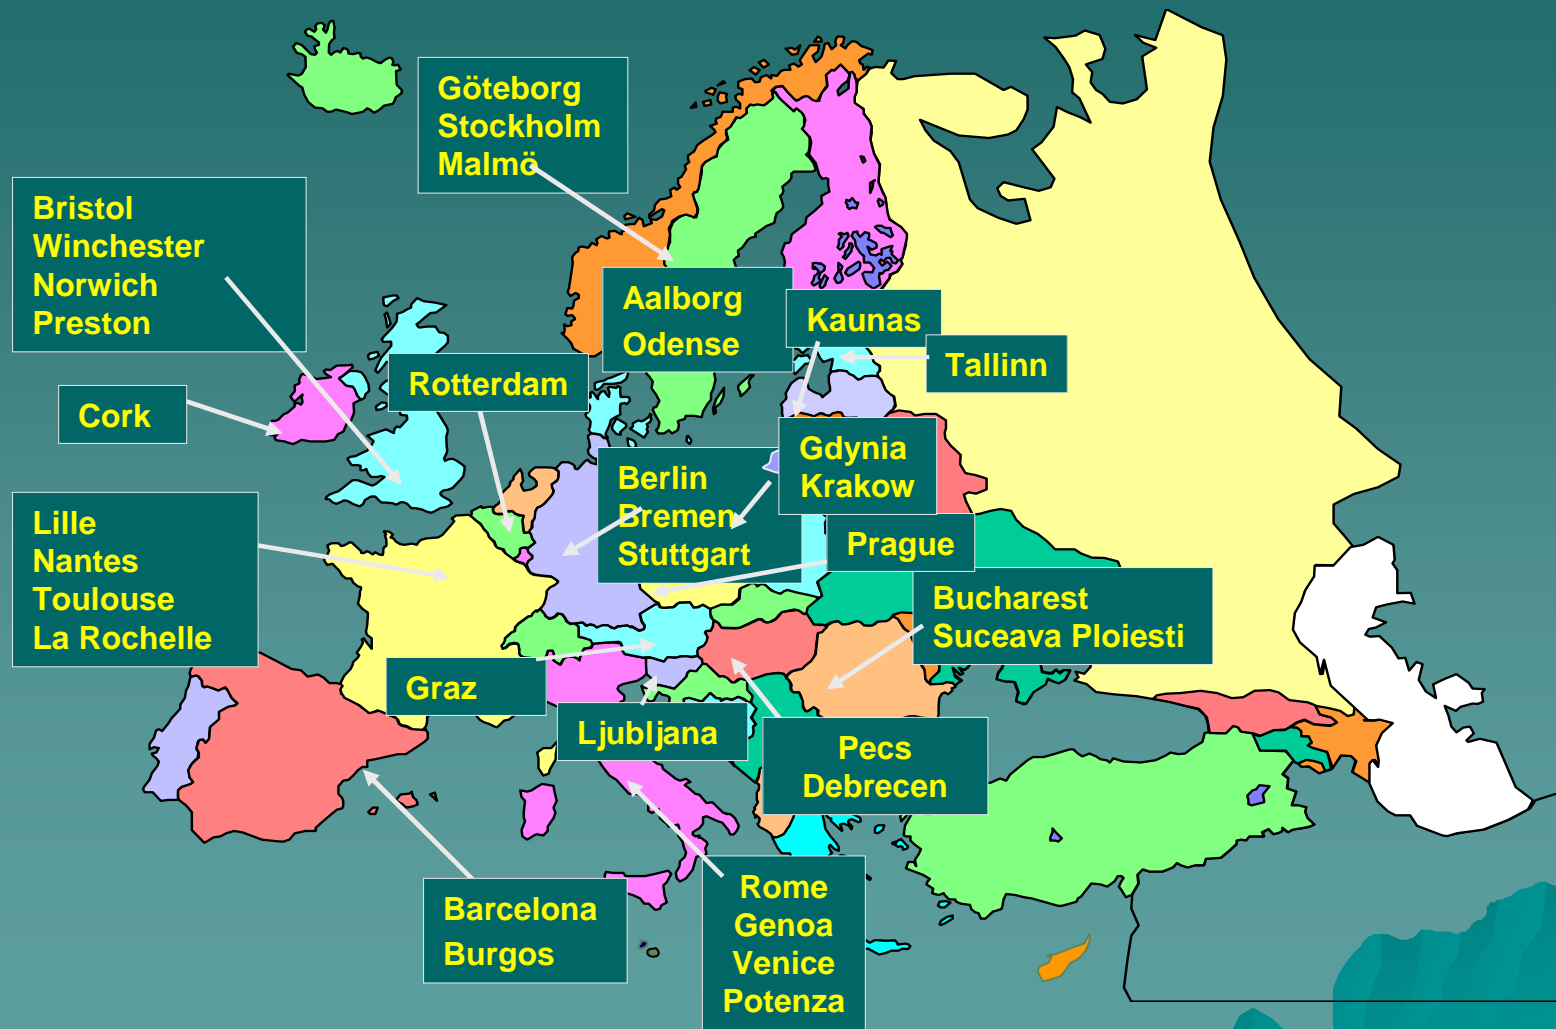 Göteborg
Stockholm
Malmö
Bristol
Winchester
Norwich
Preston
Aalborg
Odense
Kaunas
Tallinn
Rotterdam
Cork
Gdynia
Krakow
Berlin
Bremen
Stuttgart
Lille
Nantes
Toulouse
La Rochelle
Prague
Bucharest
Suceava Ploiesti
Graz
Ljubljana
Pecs
Debrecen
Barcelona
Burgos
Rome
Genoa
Venice
Potenza